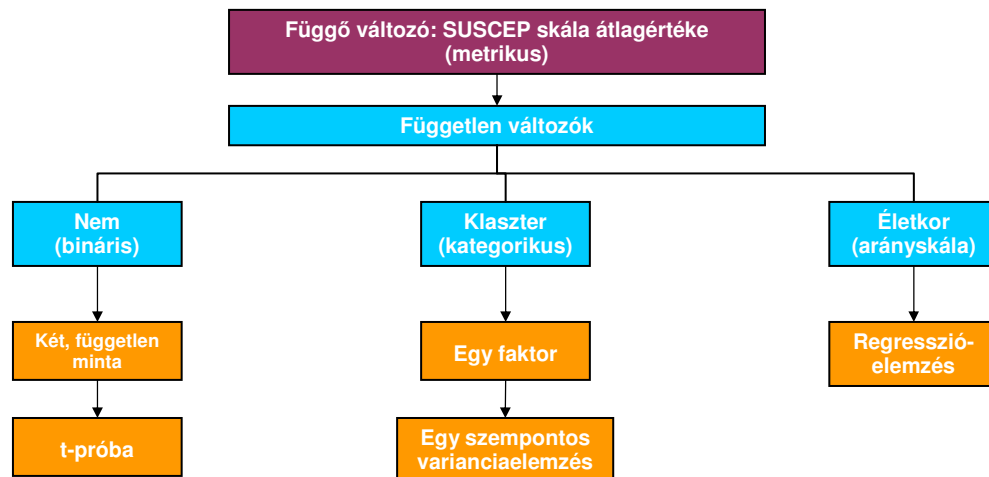 Függő változó: SUSCEP skála átlagértéke
(metrikus)
Független változók
Nem
(bináris)
Klaszter
(kategorikus)
Életkor
(arányskála)
Két, független
minta
Egy faktor
Regresszió-
elemzés
t-próba
Egy szempontos
varianciaelemzés